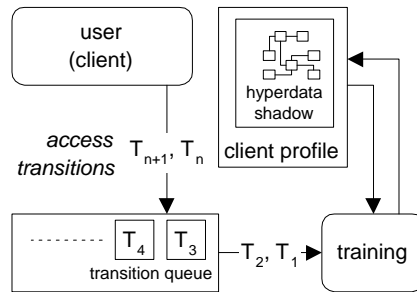 user
(client)
hyperdata
shadow
client profile
access
transitions
Tn+1, Tn
T4
T3
transition queue
T2, T1
training